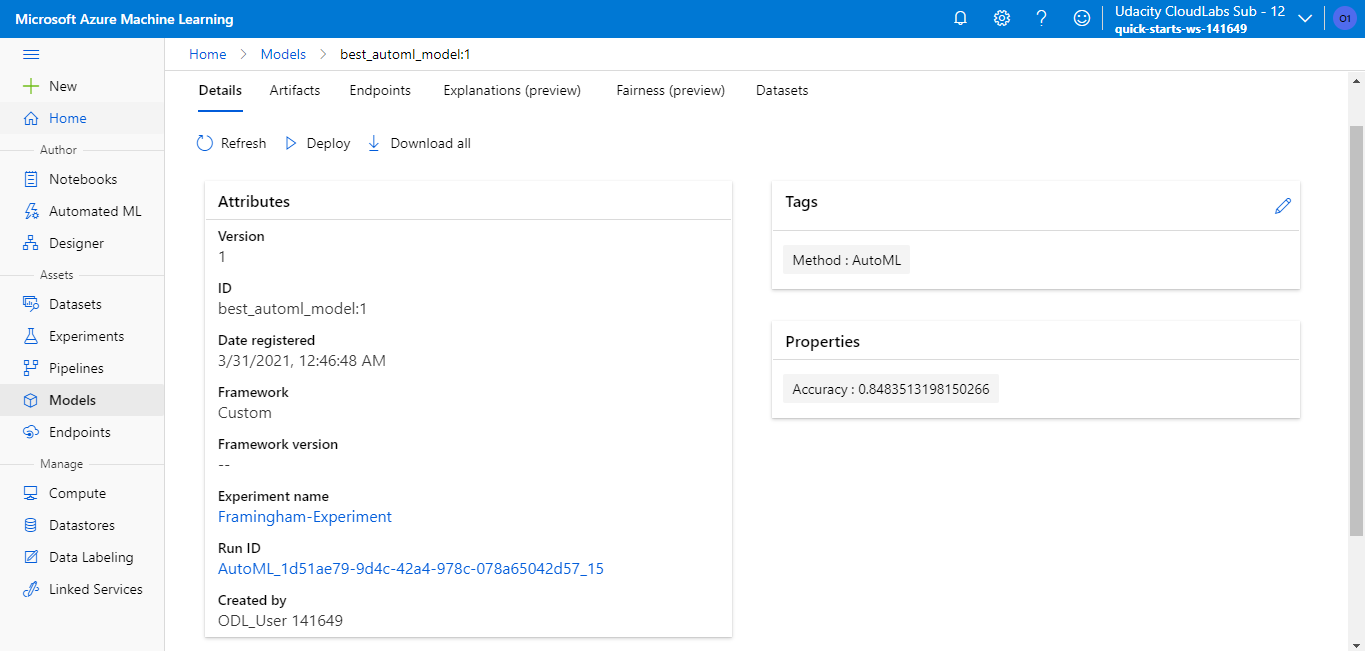 Microsoft Azure Machine Learning
Udacity CloudLabs Sub - 12
quick-starts-ws-141649
O1
New
Home
Author
Notebooks
Automated ML
Designer
Assets
Datasets
Experiments
Pipelines
Models
Endpoints
Manage
Compute
Datastores
Data Labeling
Linked Services
Home > Models > best_automl_model:1
Details Artifacts Endpoints Explanations (preview) Fairness (preview) Datasets
Refresh Deploy Download all
Attributes
Version
1
ID
best_automl_model:1
Date registered
3/31/2021, 12:46:48 AM
Framework
Custom
Framework version
--
Experiment name
Framingham-Experiment
Run ID
AutoML_1d51ae79-9d4c-42a4-978c-078a65042d57_15
Created by
ODL_User 141649
Tags
Method : AutoML
Properties
Accuracy : 0.8483513198150266